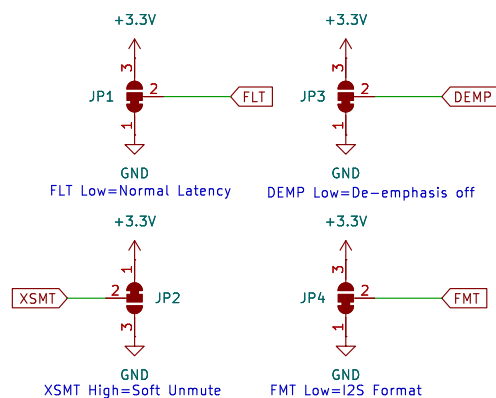 +3.3V
+3.3V
3
3
JP1
2
FLT
JP3
2
DEMP
1
1
GND
GND
FLT Low=Normal Latency
DEMP Low=De-emphasis off
+3.3V
+3.3V
1
3
XSMT
2
JP2
JP4
2
FMT
3
1
GND
GND
XSMT High=Soft Unmute
FMT Low=I2S Format